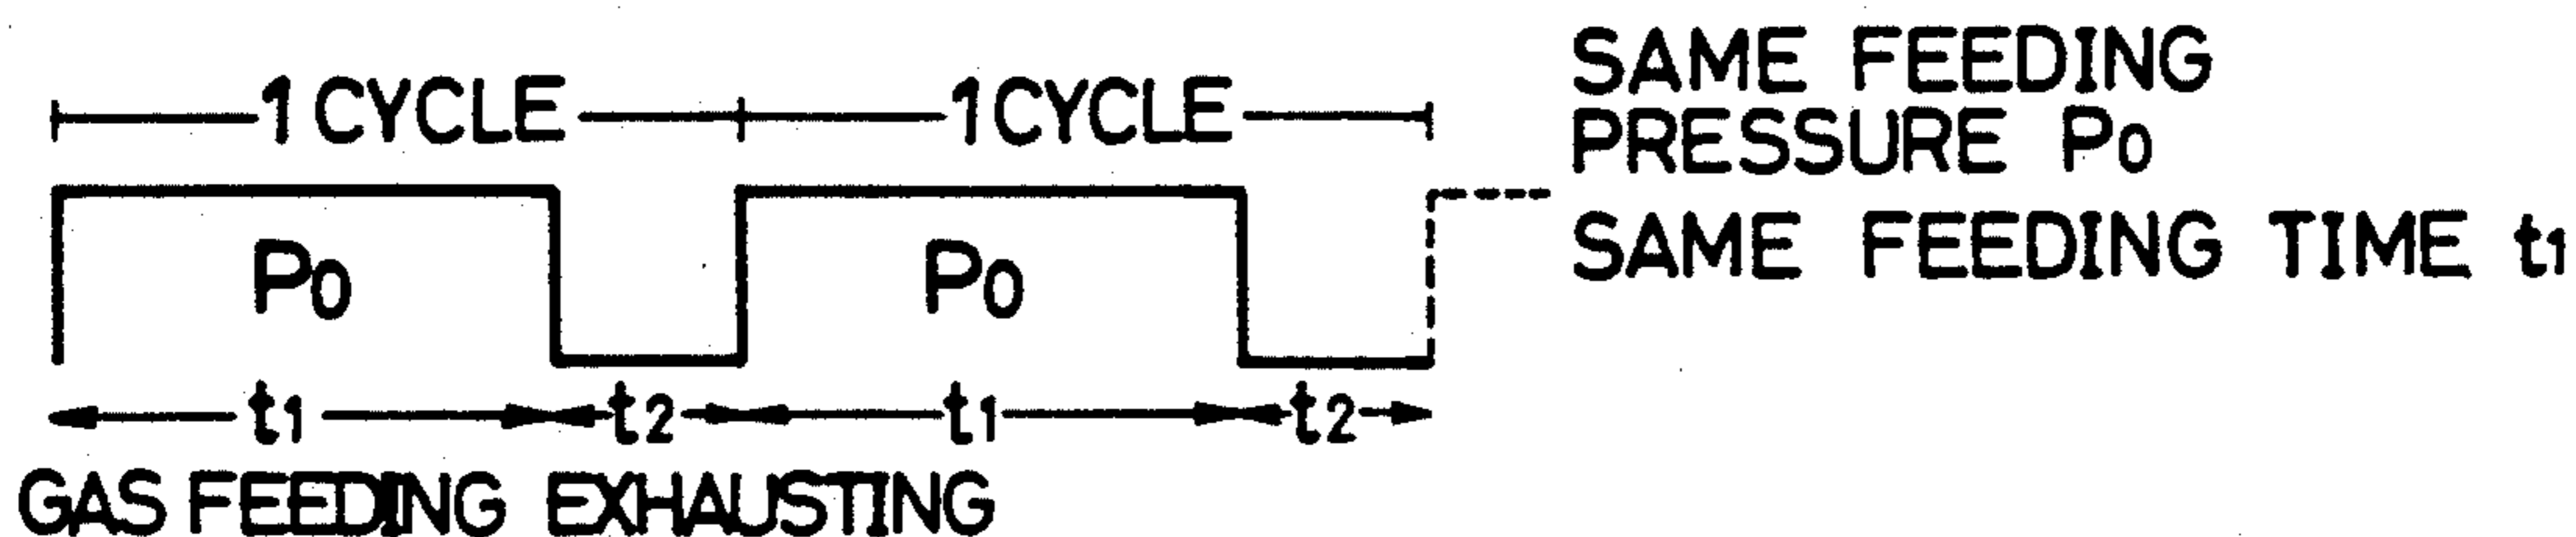 1 CYCLE 1 CYCLE
SAME FEEDING
PRESSURE P0
P0 P0
SAME FEEDING TIME t1
t1 t2 t1 t2
GAS FEEDING EXHAUSTING